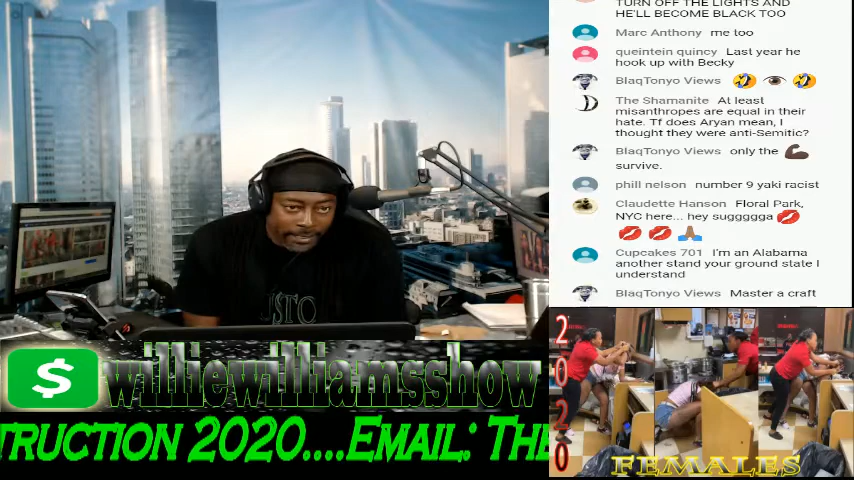 TURN OFF THE LIGHTS AND
HE'LL BECOME BLACK TOO
Marc Anthony me too
queintein quincy Last year he
hook up with Becky
BlaqTonyo Views 🤣 👁 🤣
The Shamanite At least
misanthropes are equal in their
hate. Tf does Aryan mean, I
thought they were anti-Semitic?
BlaqTonyo Views only the 💪🏿
survive.
phill nelson number 9 yaki racist
Claudette Hanson Floral Park,
NYC here... hey suggggga 💋
💋 💋 🙏🏽
Cupcakes 701 I'm an Alabama
another stand your ground state I
understand
BlaqTonyo Views Master a craft
$ williewilliamsshow
TRUCTION 2020....EMAIL: THE
2020
FEMALES